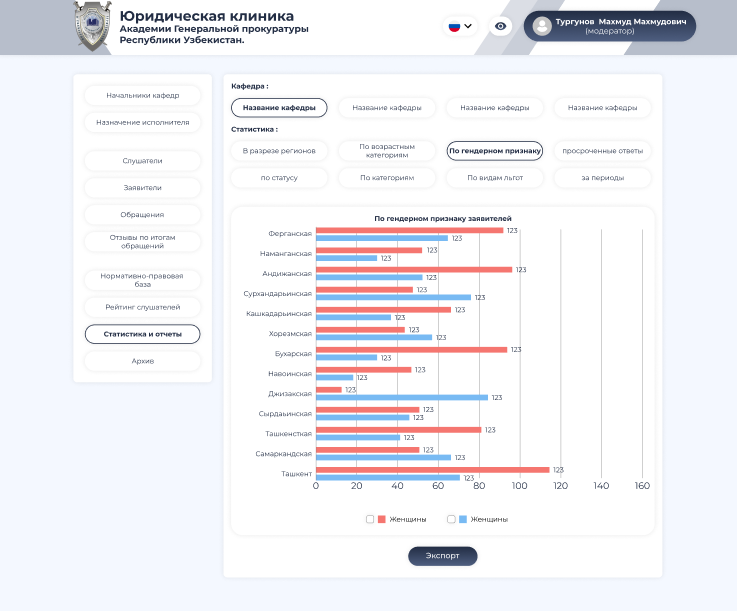 Юридическая клиника
Академии Генеральной прокуратуры
Республики Узбекистан.
Тургунов Махмуд Махмудович
(модератор)
Начальники кафедр
Назначение исполнителя
Слушатели
Заявители
Обращения
Отзывы по итогам
обращений
Нормативно-правовая
база
Рейтинг слушателей
Статистика и отчеты
Архив
Кафедра :
Название кафедры
Название кафедры
Название кафедры
Название кафедры
Статистика :
В разрезе регионов
По возрастным
категориям
По гендерном признаку
просроченные ответы
по статусу
По категориям
По видам льгот
за периоды
По гендерном признаку заявителей
Ферганская 123
123
Наманганская 123
123
Андижанская 123
123
Сурхандарьинская 123
123
Кашкадарьинская 123
123
Хорезмская 123
123
Бухарская 123
123
Навоинская 123
123
Джизакская 123
123
Сырдаьинская 123
123
Ташкенсткая 123
123
Самаркандская 123
123
Ташкент 123
123
0 20 40 60 80 100 120 140 160
Женщины Женщины
Экспорт